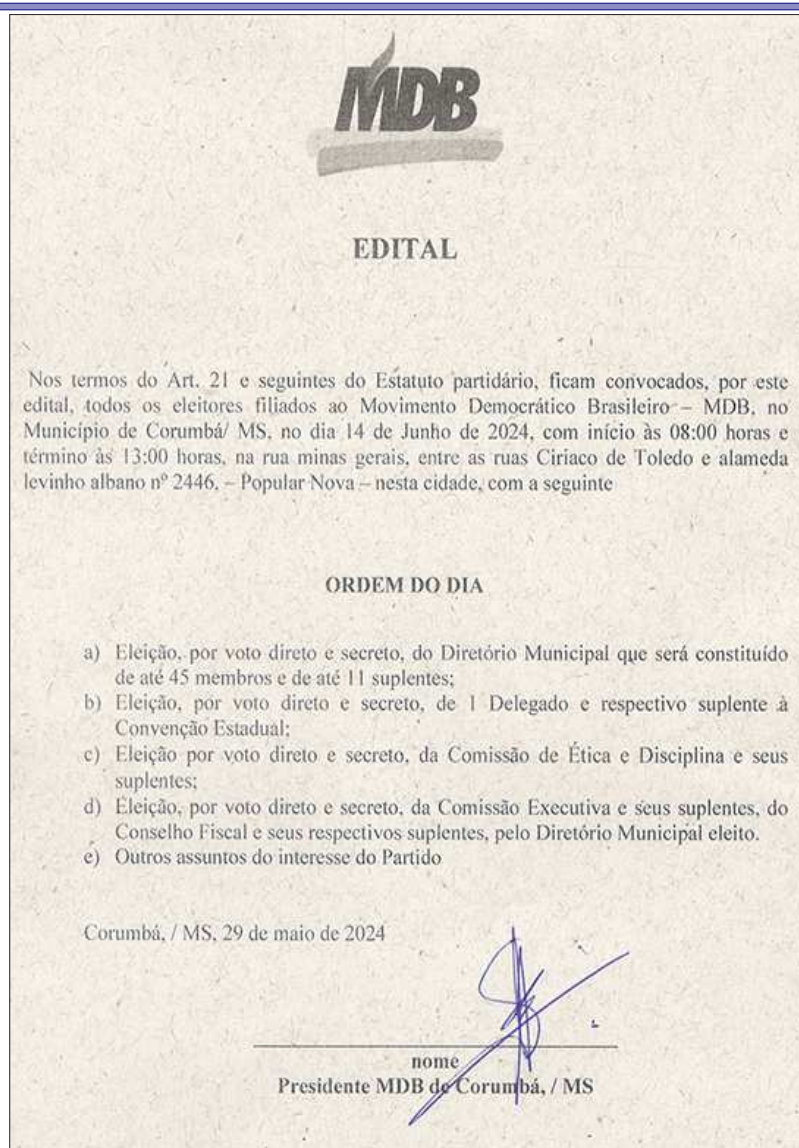 MDB
EDITAL
Nos termos do Art. 21 e seguintes do Estatuto partidário, ficam convocados, por este
edital, todos os eleitores filiados ao Movimento Democrático Brasileiro – MDB, no
Município de Corumbá/ MS, no dia 14 de Junho de 2024, com início às 08:00 horas e
término às 13:00 horas, na rua minas gerais, entre as ruas Ciriaco de Toledo e alameda
levinho albano nº 2446, – Popular Nova – nesta cidade, com a seguinte
ORDEM DO DIA
a) Eleição, por voto direto e secreto, do Diretório Municipal que será constituído
de até 45 membros e de até 11 suplentes;
b) Eleição, por voto direto e secreto, de 1 Delegado e respectivo suplente à
Convenção Estadual;
c) Eleição por voto direto e secreto, da Comissão de Ética e Disciplina e seus
suplentes;
d) Eleição, por voto direto e secreto, da Comissão Executiva e seus suplentes, do
Conselho Fiscal e seus respectivos suplentes, pelo Diretório Municipal eleito.
e) Outros assuntos do interesse do Partido
Corumbá, / MS, 29 de maio de 2024
nome
Presidente MDB de Corumbá, / MS